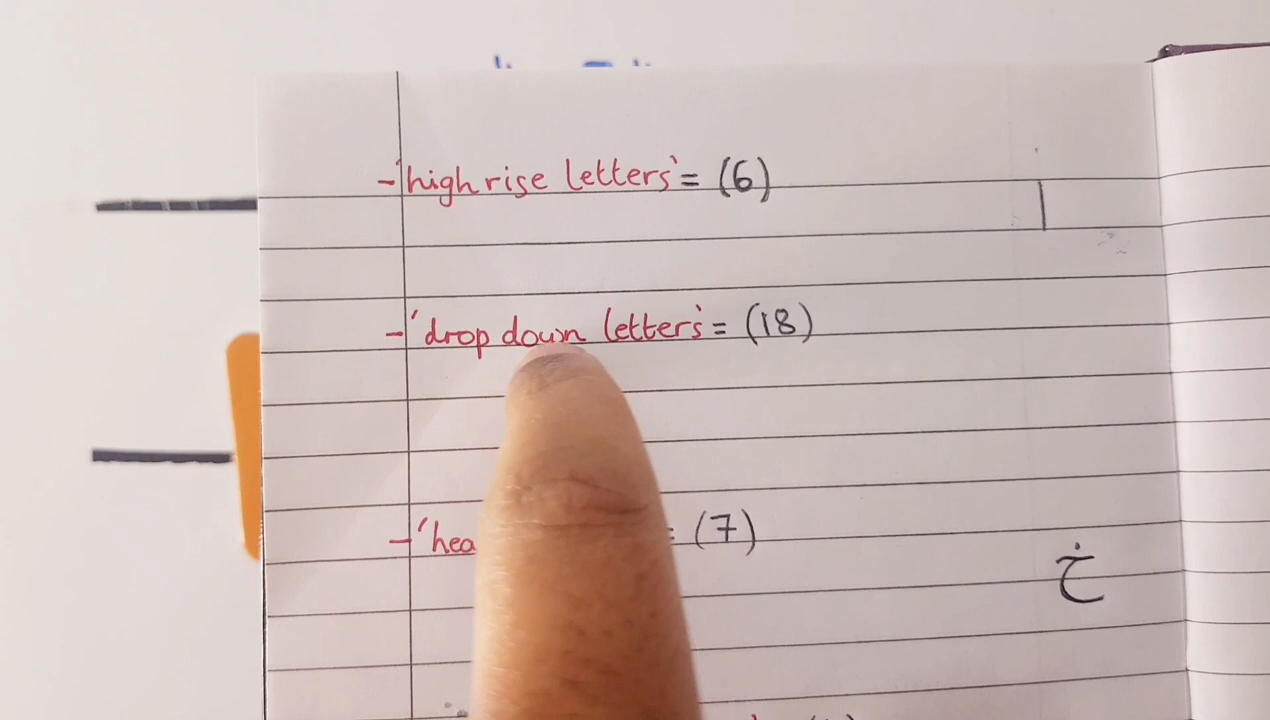 -'high rise letters' = (6) ا
-'drop down letters' = (18)
-'hea = (7) خ